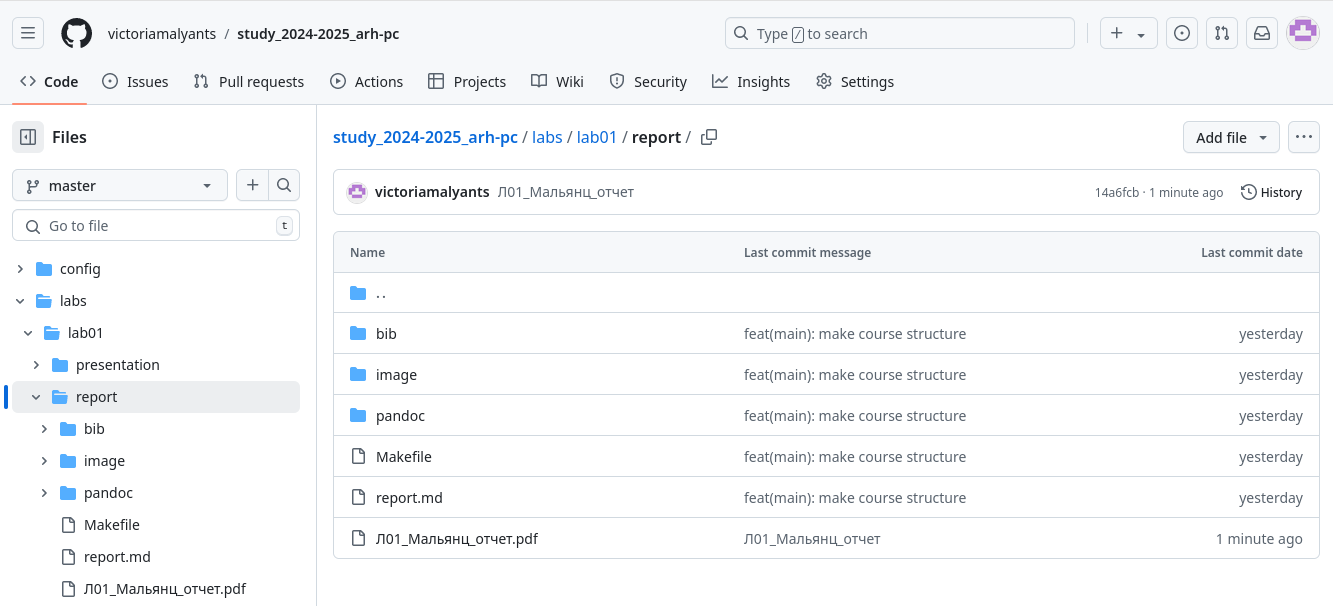 victoriamalyants / study_2024-2025_arh-pc Type / to search
Code Issues Pull requests Actions Projects Wiki Security Insights Settings
Files
master
Go to file t
config
labs
lab01
presentation
report
bib
image
pandoc
Makefile
report.md
Л01_Мальянц_отчет.pdf
study_2024-2025_arh-pc / labs / lab01 / report / Add file
victoriamalyants Л01_Мальянц_отчет 14a6fcb · 1 minute ago History
Name Last commit message Last commit date
..
bib feat(main): make course structure yesterday
image feat(main): make course structure yesterday
pandoc feat(main): make course structure yesterday
Makefile feat(main): make course structure yesterday
report.md feat(main): make course structure yesterday
Л01_Мальянц_отчет.pdf Л01_Мальянц_отчет 1 minute ago